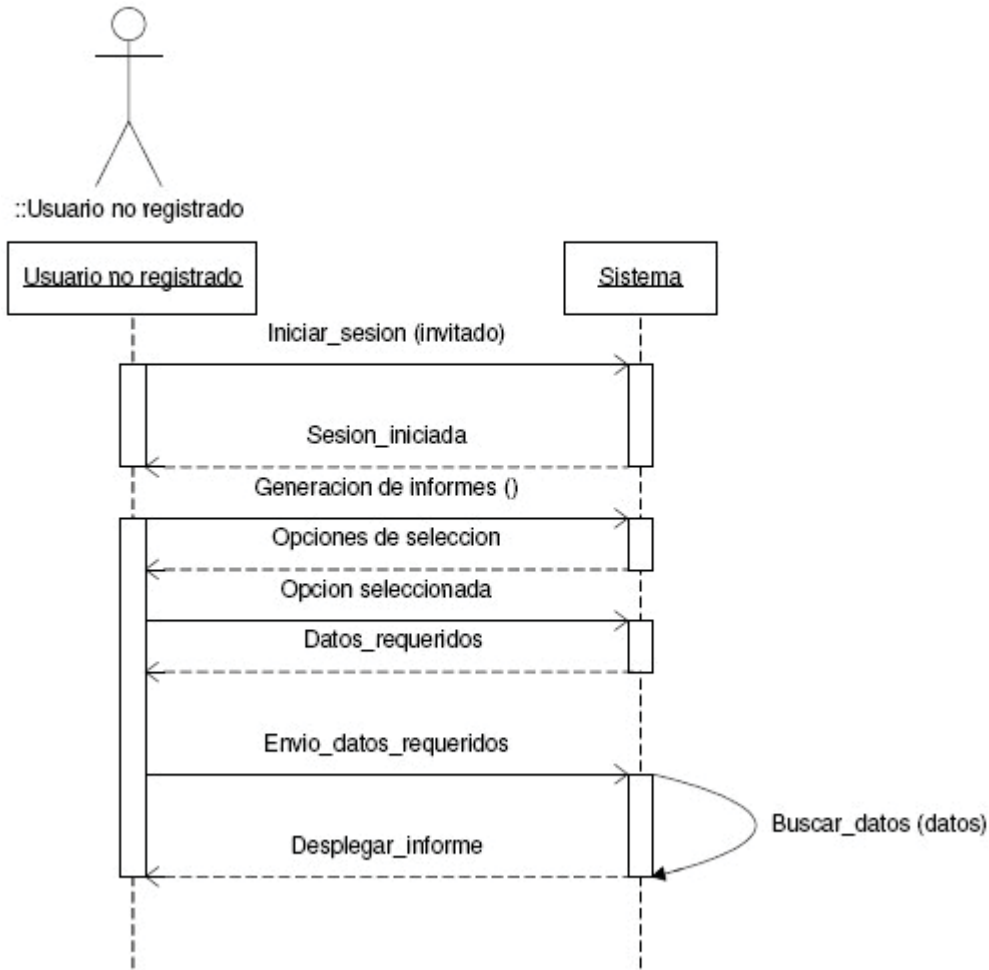 ::Usuario no registrado
Usuario no registrado
Sistema
Iniciar_sesion (invitado)
Sesion_iniciada
Generacion de informes ()
Opciones de seleccion
Opcion seleccionada
Datos_requeridos
Envio_datos_requeridos
Buscar_datos (datos)
Desplegar_informe